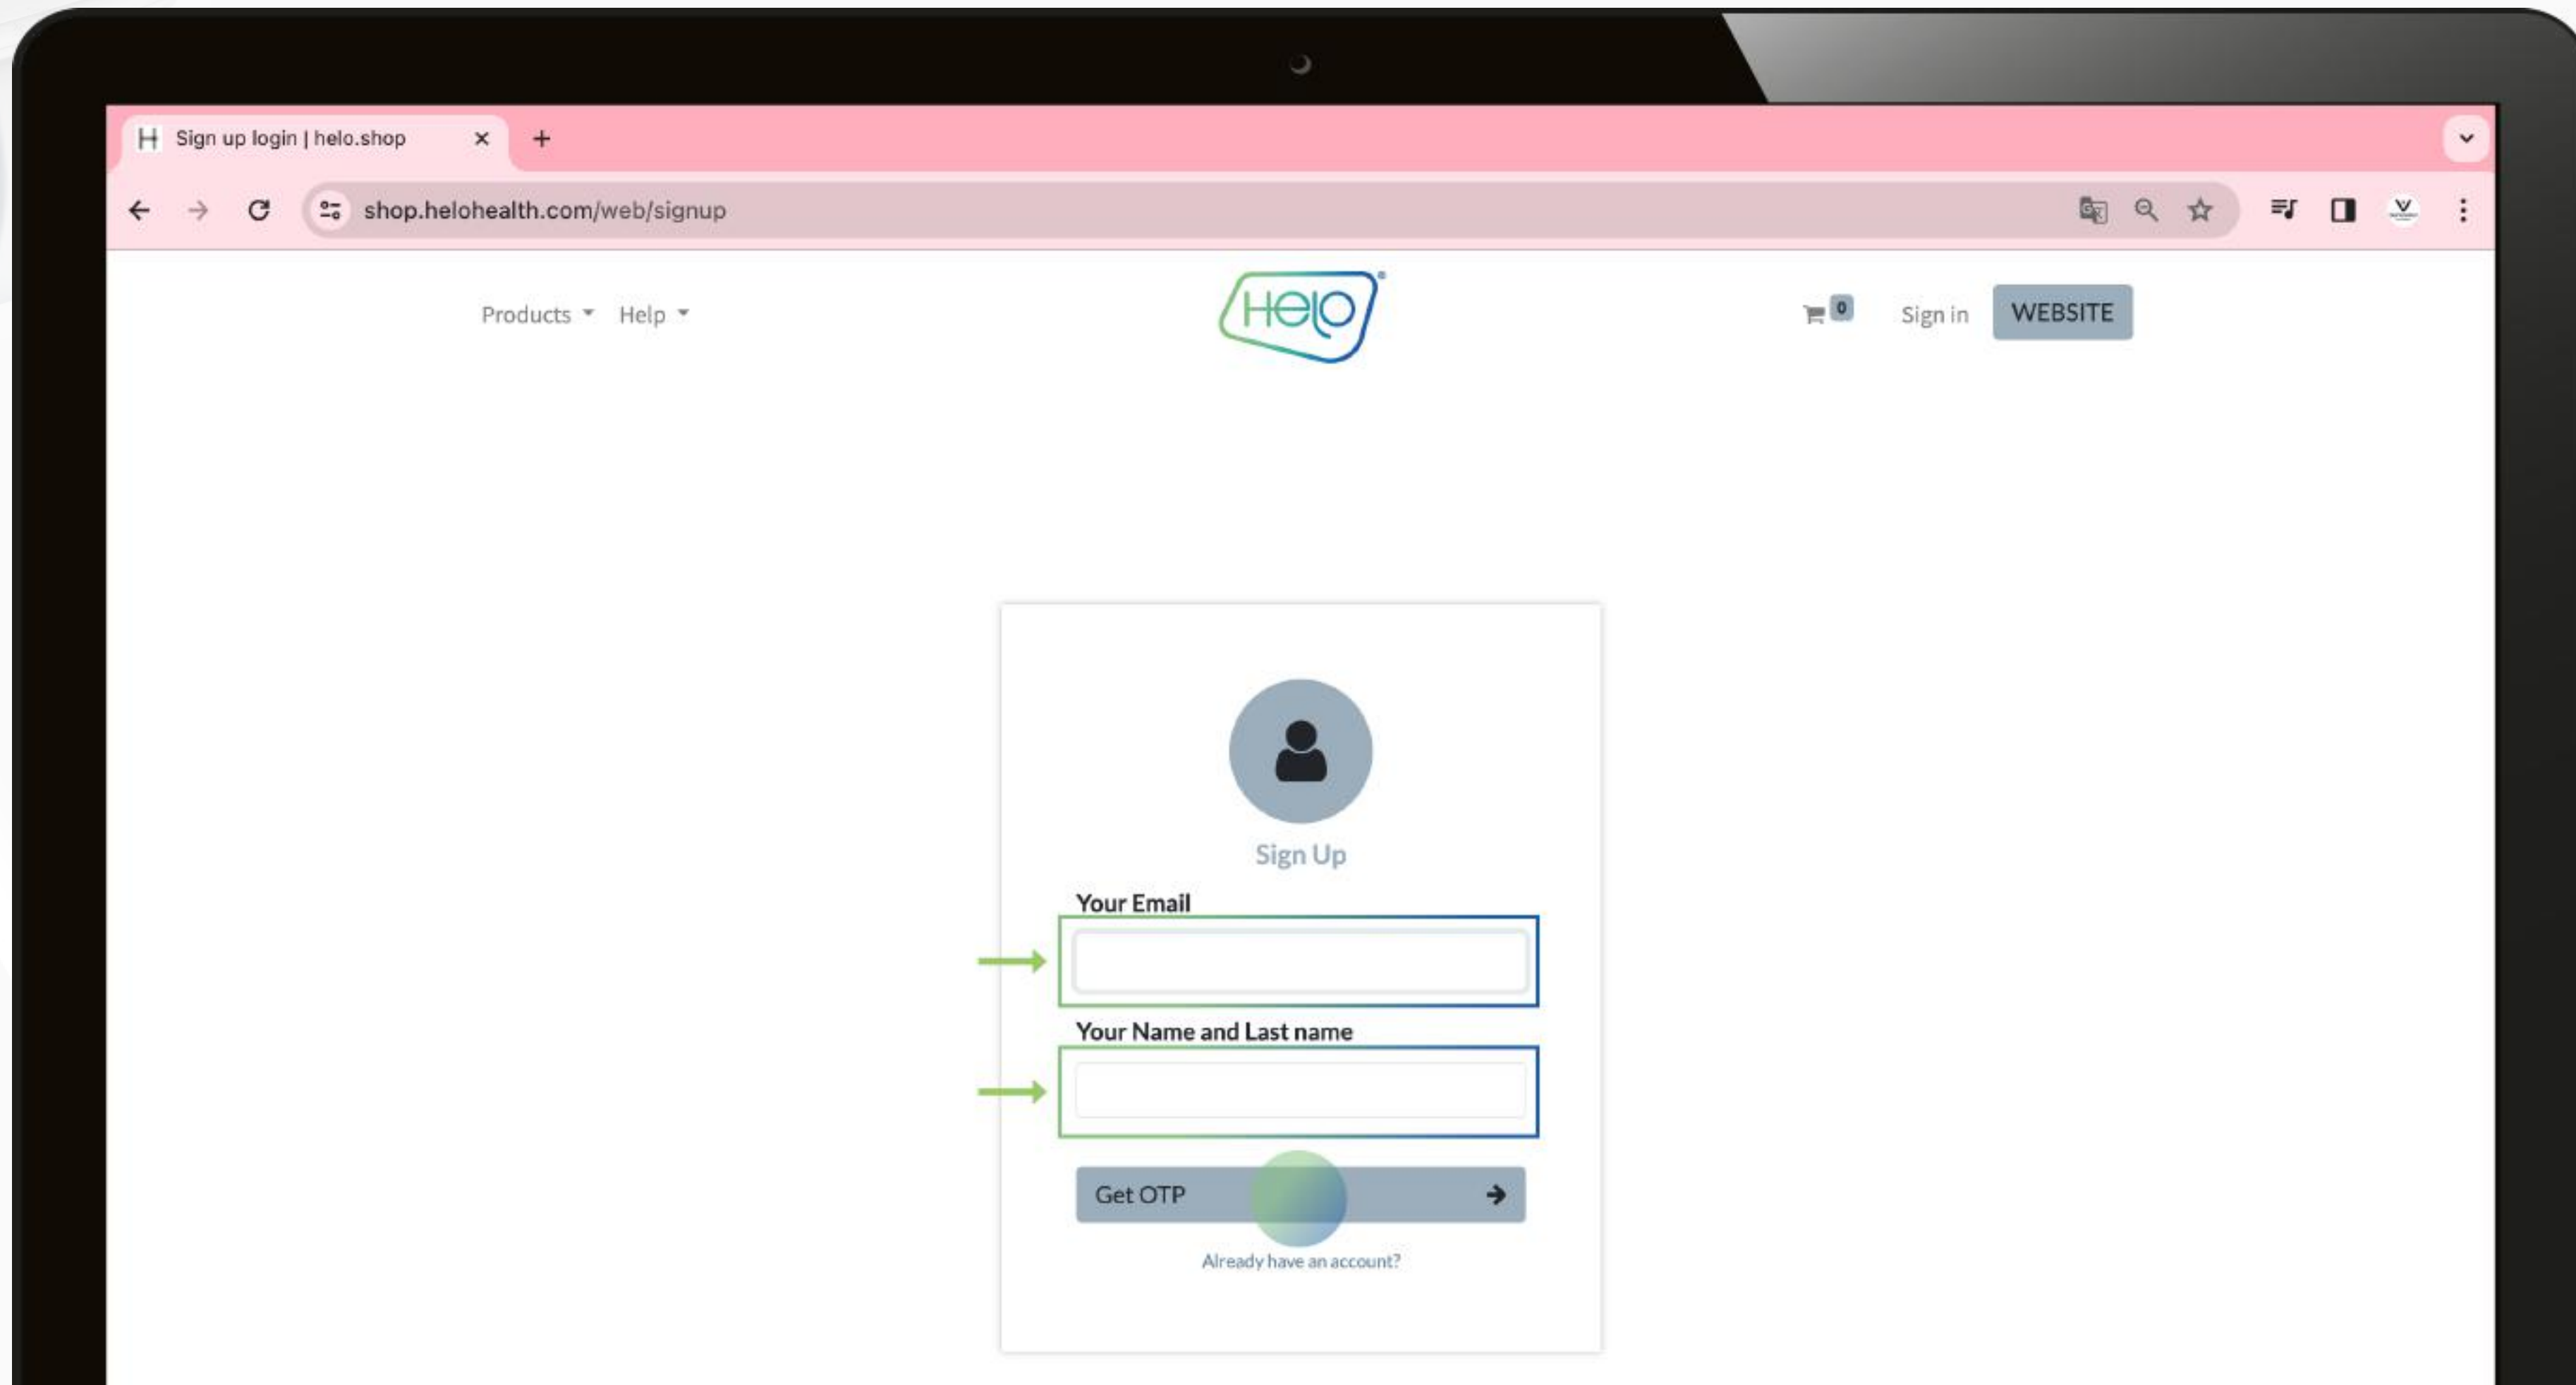 Sign up login | helo.shop
shop.helohealth.com/web/signup
Products Help
Helo®
0 Sign in WEBSITE
Sign Up
Your Email
Your Name and Last name
Get OTP
Already have an account?